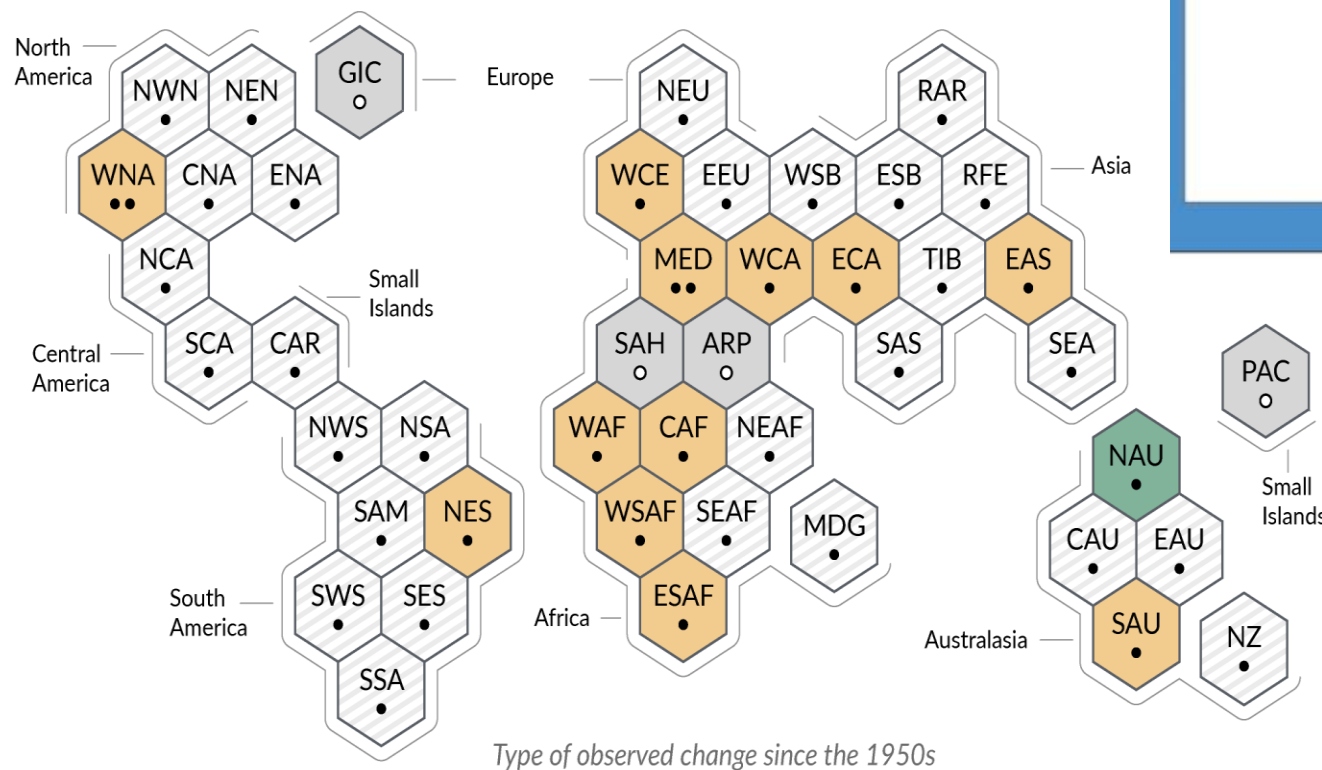 North
America
NWN
NEN
GIC
Europe
NEU
RAR
WNA
CNA
ENA
WCE
EEU
WSB
ESB
RFE
Asia
NCA
MED
WCA
ECA
TIB
EAS
Small
Islands
Central
America
SCA
CAR
SAH
ARP
SAS
SEA
PAC
NWS
NSA
WAF
CAF
NEAF
NAU
Small
Islands
SAM
NES
WSAF
SEAF
MDG
CAU
EAU
South
America
SWS
SES
Africa
ESAF
Australasia
SAU
NZ
SSA
Type of observed change since the 1950s